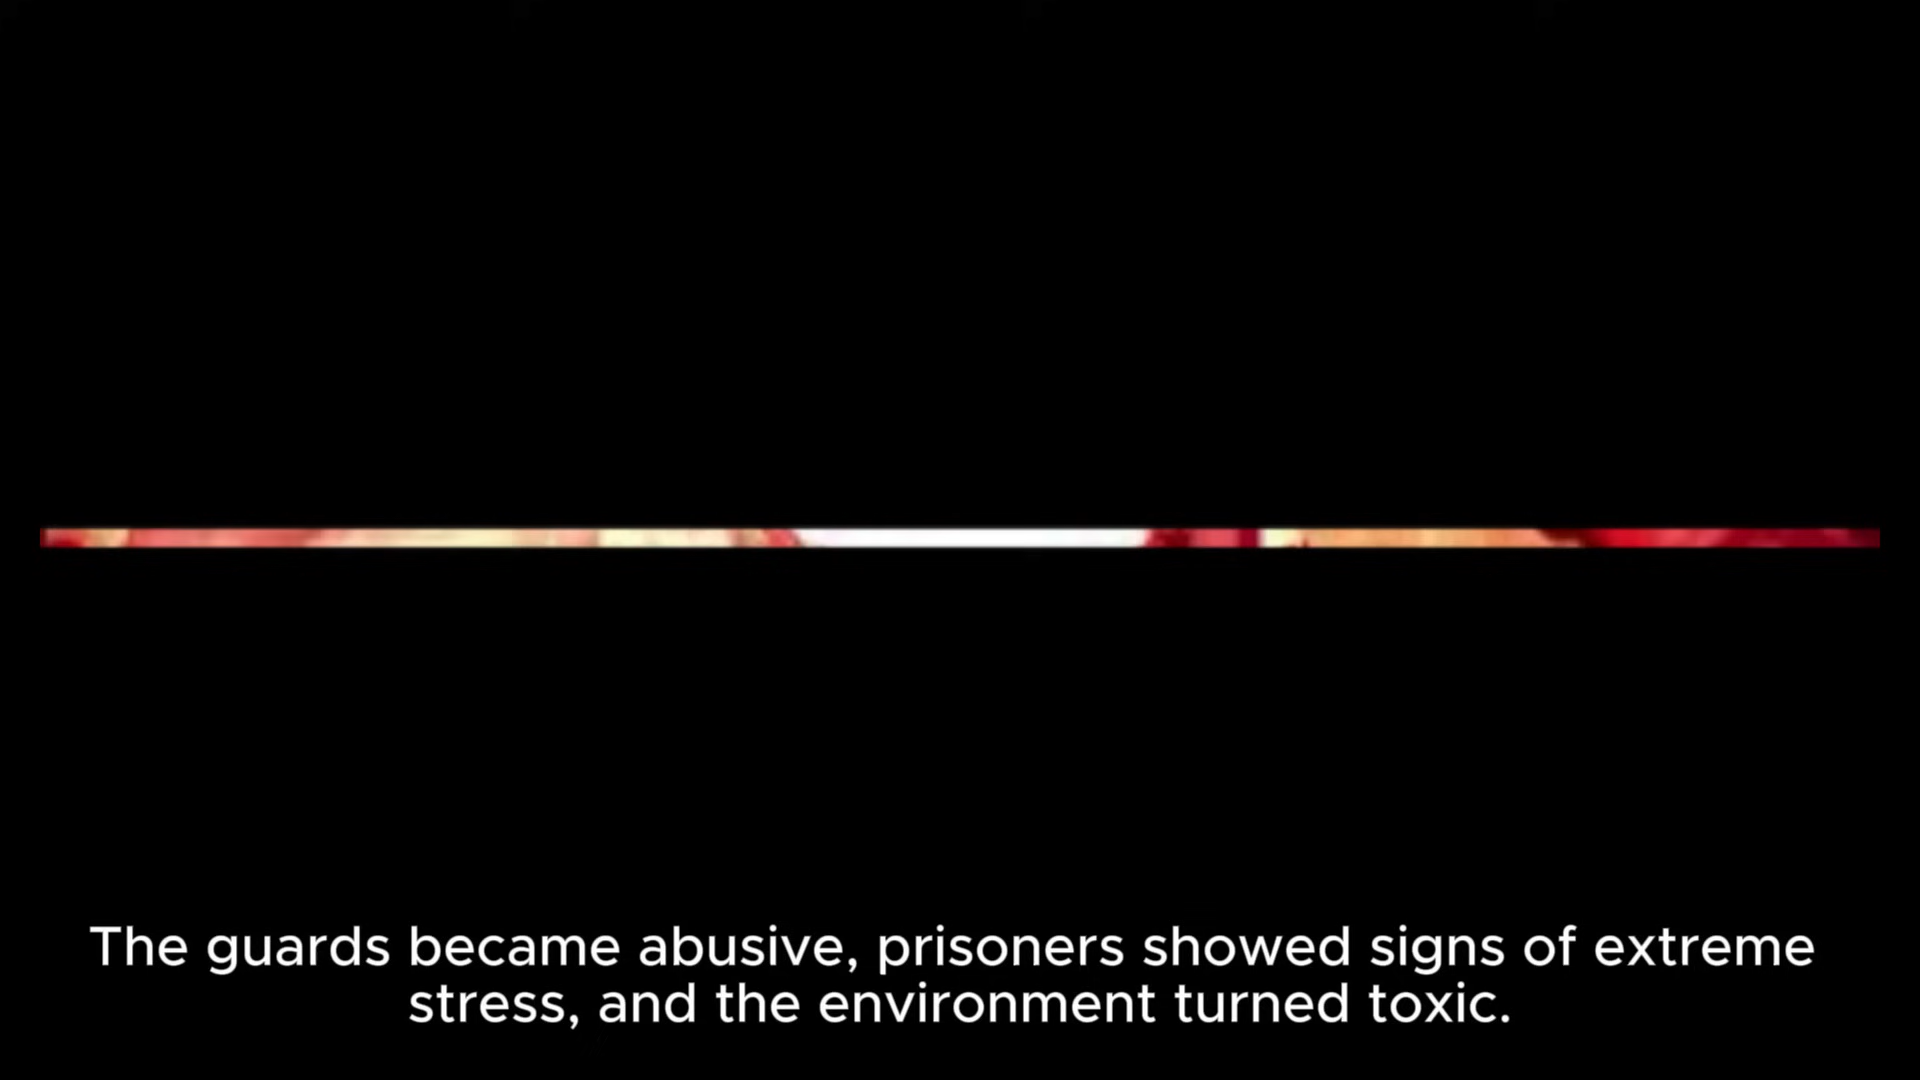 The guards became abusive, prisoners showed signs of extreme
stress, and the environment turned toxic.